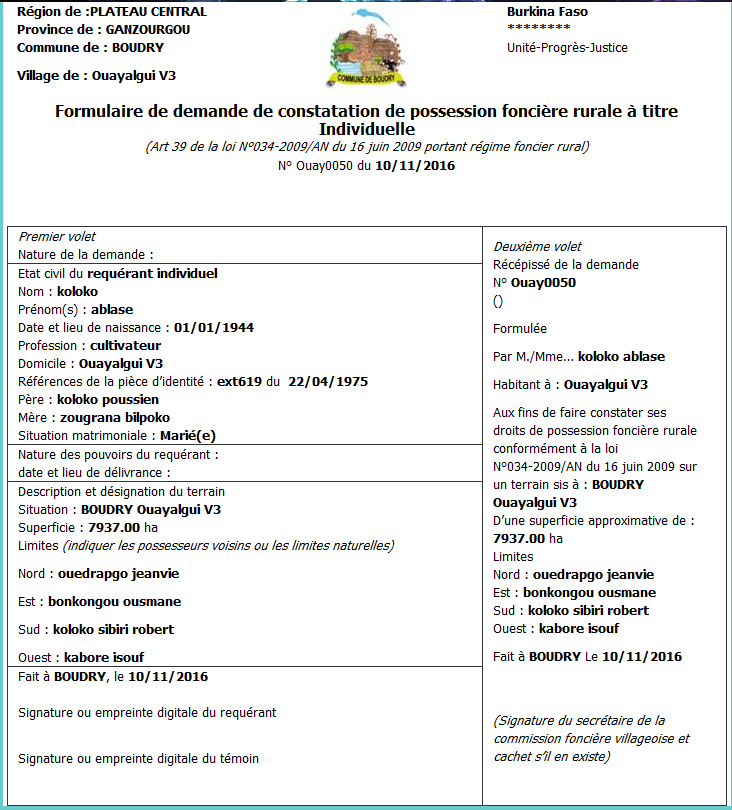 Région de :PLATEAU CENTRAL
Province de : GANZOURGOU
Commune de : BOUDRY
Village de : Ouayalgui V3
COMMUNE DE BOUDRY
Burkina Faso
********
Unité-Progrès-Justice
Formulaire de demande de constatation de possession foncière rurale à titre
Individuelle
(Art 39 de la loi N°034-2009/AN du 16 juin 2009 portant régime foncier rural)
N° Ouay0050 du 10/11/2016
Premier volet
Nature de la demande :
Etat civil du requérant individuel
Nom : koloko
Prénom(s) : ablase
Date et lieu de naissance : 01/01/1944
Profession : cultivateur
Domicile : Ouayalgui V3
Références de la pièce d'identité : ext619 du 22/04/1975
Père : koloko poussien
Mère : zougrana bilpoko
Situation matrimoniale : Marié(e)
Nature des pouvoirs du requérant :
date et lieu de délivrance :
Description et désignation du terrain
Situation : BOUDRY Ouayalgui V3
Superficie : 7937.00 ha
Limites (indiquer les possesseurs voisins ou les limites naturelles)
Nord : ouedrapgo jeanvie
Est : bonkongou ousmane
Sud : koloko sibiri robert
Ouest : kabore isouf
Fait à BOUDRY, le 10/11/2016
Signature ou empreinte digitale du requérant
Signature ou empreinte digitale du témoin
Deuxième volet
Récépissé de la demande
N° Ouay0050
()
Formulée
Par M./Mme... koloko ablase
Habitant à : Ouayalgui V3
Aux fins de faire constater ses
droits de possession foncière rurale
conformément à la loi
N°034-2009/AN du 16 juin 2009 sur
un terrain sis à : BOUDRY
Ouayalgui V3
D'une superficie approximative de :
7937.00 ha
Limites
Nord : ouedrapgo jeanvie
Est : bonkongou ousmane
Sud : koloko sibiri robert
Ouest : kabore isouf
Fait à BOUDRY Le 10/11/2016
(Signature du secrétaire de la
commission foncière villageoise et
cachet s'il en existe)